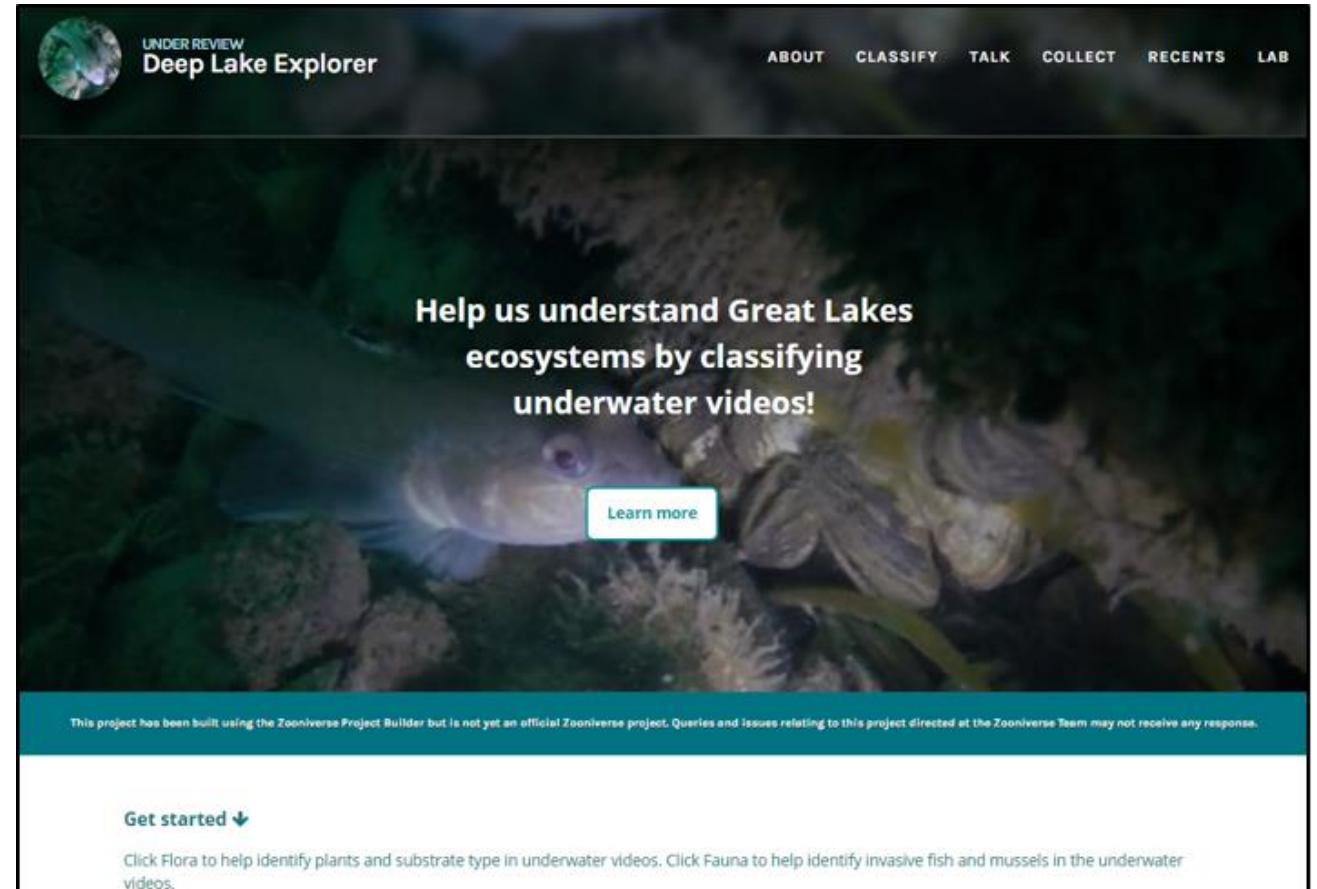 UNDER REVIEW
Deep Lake Explorer
ABOUT CLASSIFY TALK COLLECT RECENTS LAB
Help us understand Great Lakes
ecosystems by classifying
underwater videos!
Learn more
This project has been built using the Zooniverse Project Builder but is not yet an official Zooniverse project. Queries and issues relating to this project directed at the Zooniverse Team may not receive any response.
Get started
Click Flora to help identify plants and substrate type in underwater videos. Click Fauna to help identify invasive fish and mussels in the underwater
videos.